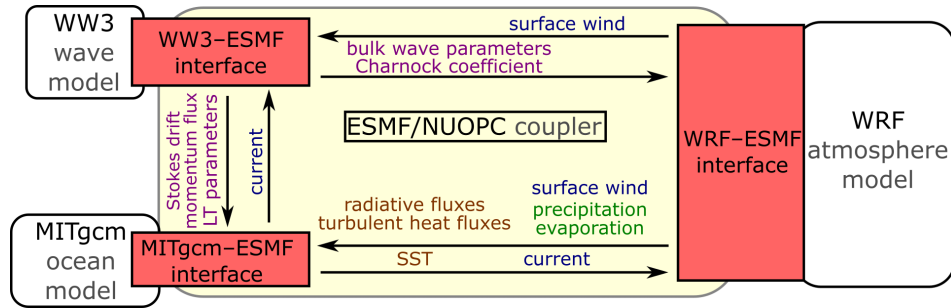 WW3
wave
model
WW3–ESMF
interface
surface wind
bulk wave parameters
Charnock coefficient
ESMF/NUOPC coupler
WRF–ESMF
interface
WRF
atmosphere
model
Stokes drift
momentum flux
LT parameters
current
radiative fluxes
turbulent heat fluxes
surface wind
precipitation
evaporation
MITgcm
ocean
model
MITgcm–ESMF
interface
SST
current